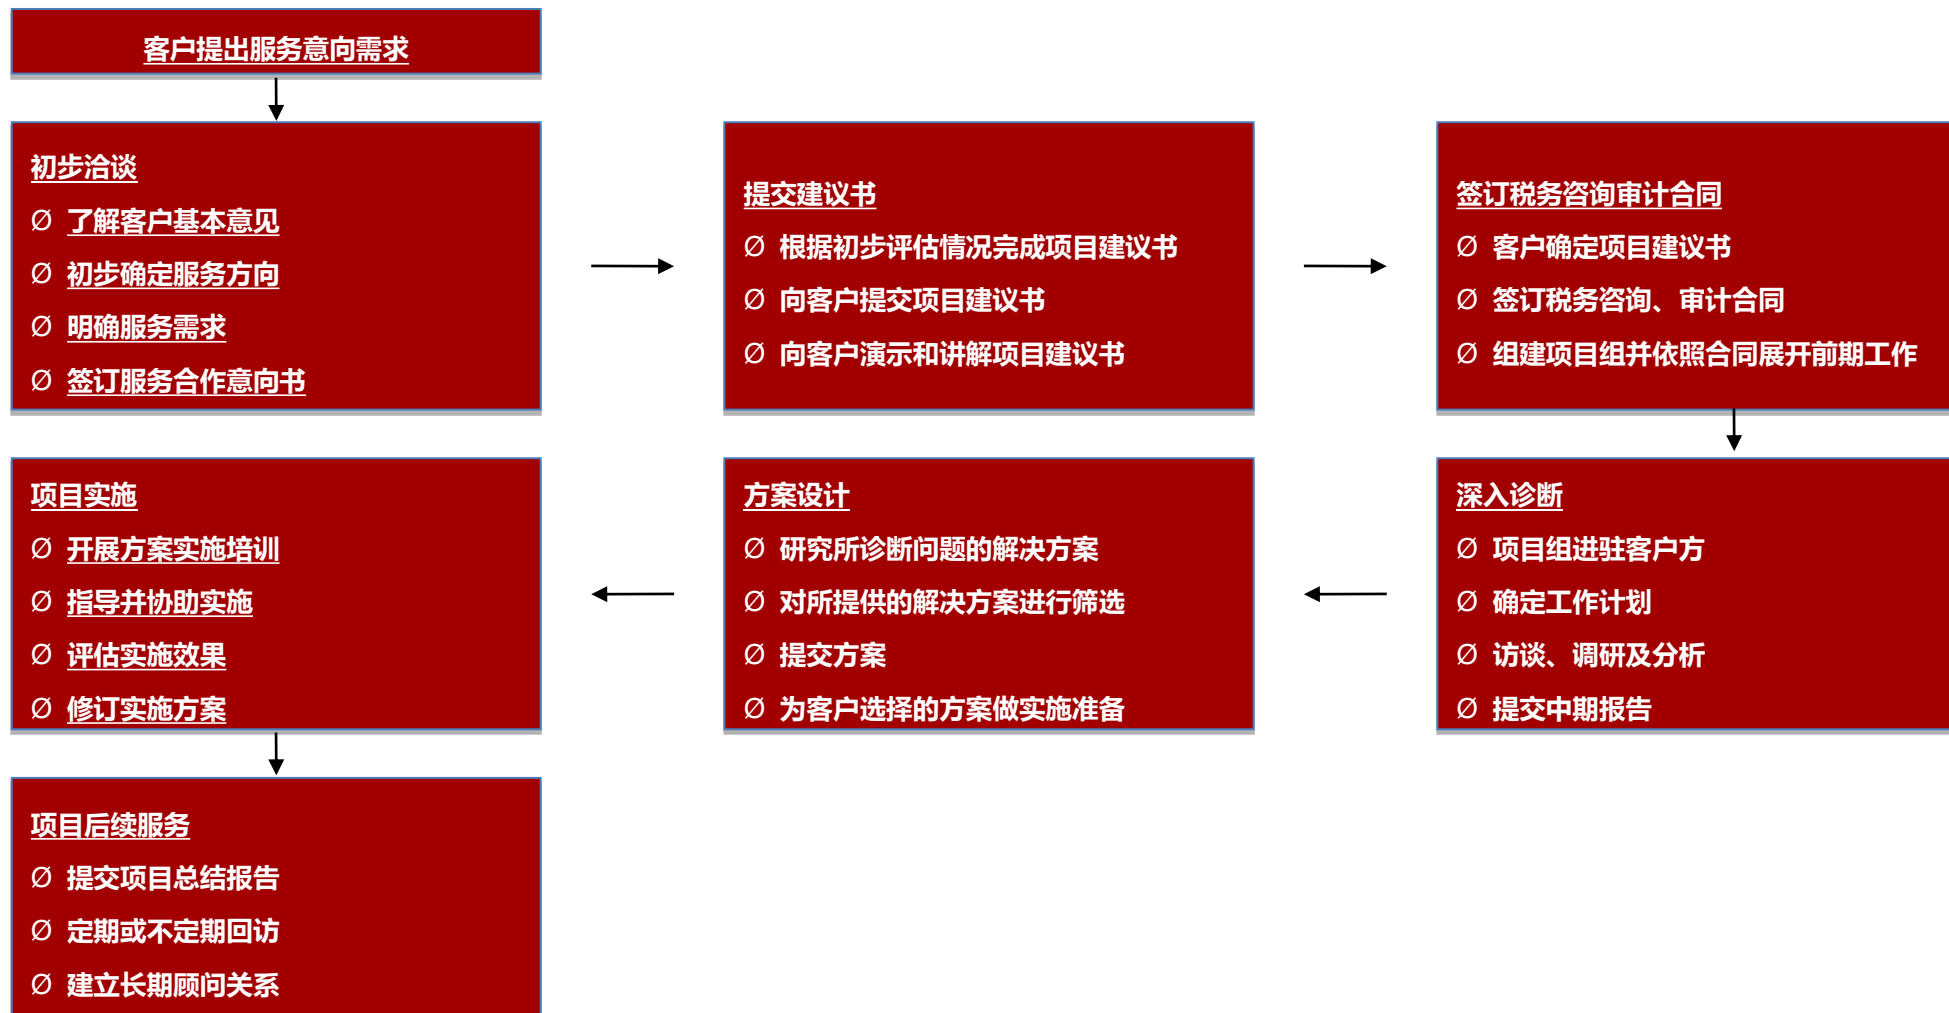 客户提出服务意向需求
初步洽谈
Ø 了解客户基本意见
Ø 初步确定服务方向
Ø 明确服务需求
Ø 签订服务合作意向书
提交建议书
Ø 根据初步评估情况完成项目建议书
Ø 向客户提交项目建议书
Ø 向客户演示和讲解项目建议书
签订税务咨询审计合同
Ø 客户确定项目建议书
Ø 签订税务咨询、审计合同
Ø 组建项目组并依照合同展开前期工作
深入诊断
Ø 项目组进驻客户方
Ø 确定工作计划
Ø 访谈、调研及分析
Ø 提交中期报告
方案设计
Ø 研究所诊断问题的解决方案
Ø 对所提供的解决方案进行筛选
Ø 提交方案
Ø 为客户选择的方案做实施准备
项目实施
Ø 开展方案实施培训
Ø 指导并协助实施
Ø 评估实施效果
Ø 修订实施方案
项目后续服务
Ø 提交项目总结报告
Ø 定期或不定期回访
Ø 建立长期顾问关系